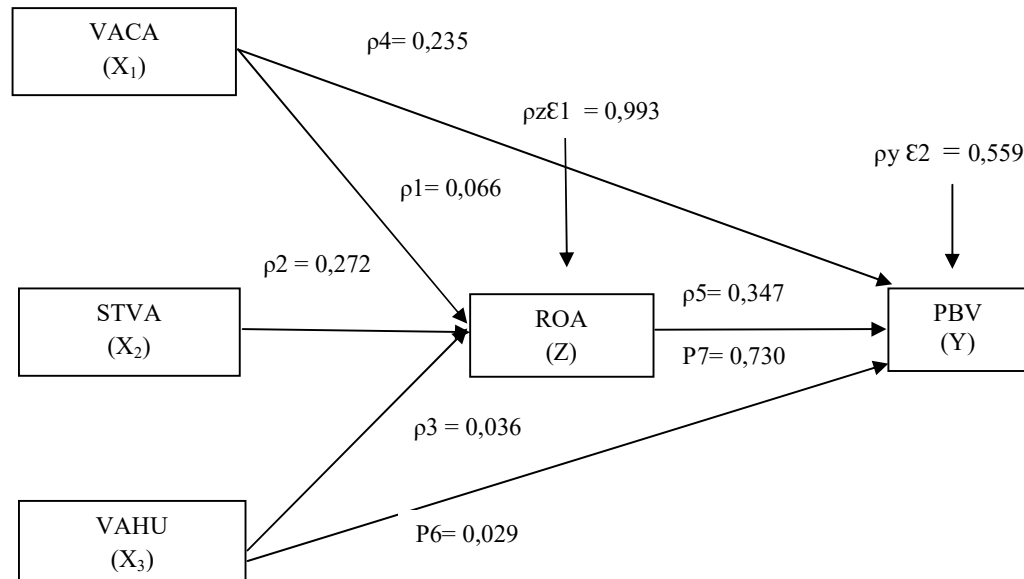 VACA
(X₁)
ρ4= 0,235
ρzƐ1 = 0,993
ρy Ɛ2 = 0,559
ρ1= 0,066
ρ2 = 0,272
STVA
(X₂)
ROA
(Z)
ρ5= 0,347
P7= 0,730
PBV
(Y)
ρ3 = 0,036
VAHU
(X₃)
P6= 0,029